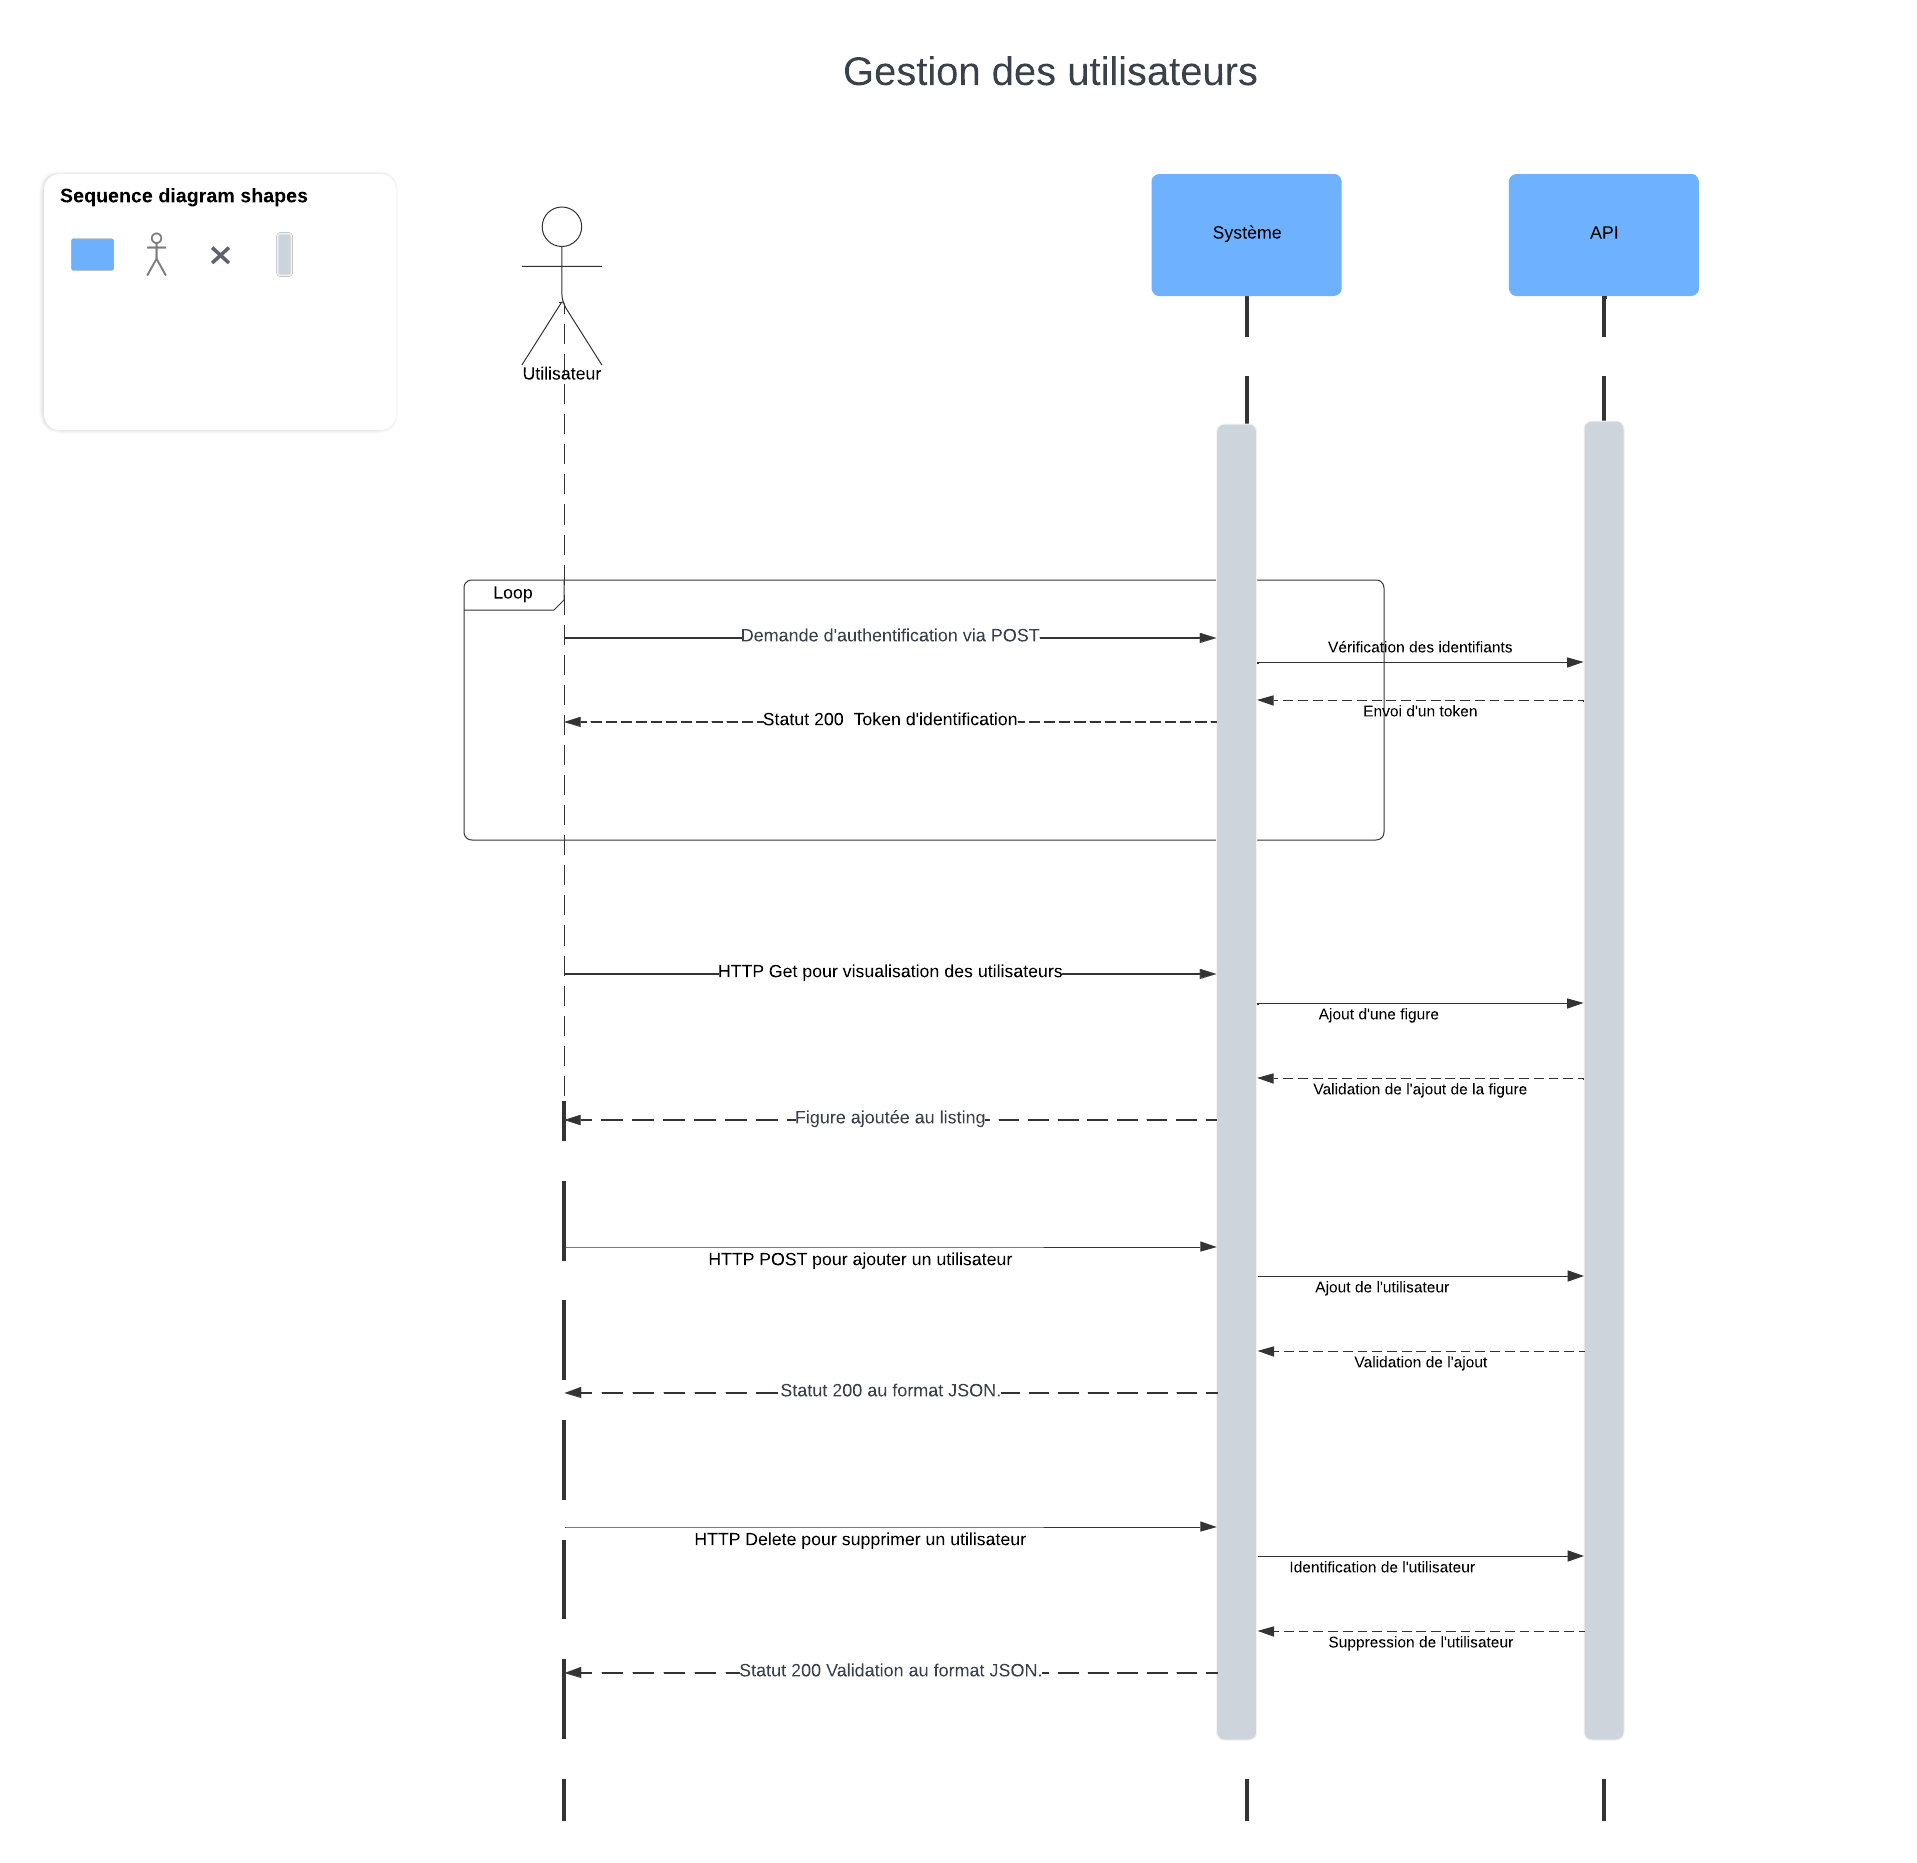 Gestion des utilisateurs
Sequence diagram shapes
Système
API
Utilisateur
Loop
Demande d'authentification via POST
Vérification des identifiants
Envoi d'un token
Statut 200  Token d'identification
HTTP Get pour visualisation des utilisateurs
Ajout d'une figure
Validation de l'ajout de la figure
Figure ajoutée au listing
HTTP POST pour ajouter un utilisateur
Ajout de l'utilisateur
Validation de l'ajout
Statut 200 au format JSON.
HTTP Delete pour supprimer un utilisateur
Identification de l'utilisateur
Suppression de l'utilisateur
Statut 200 Validation au format JSON.